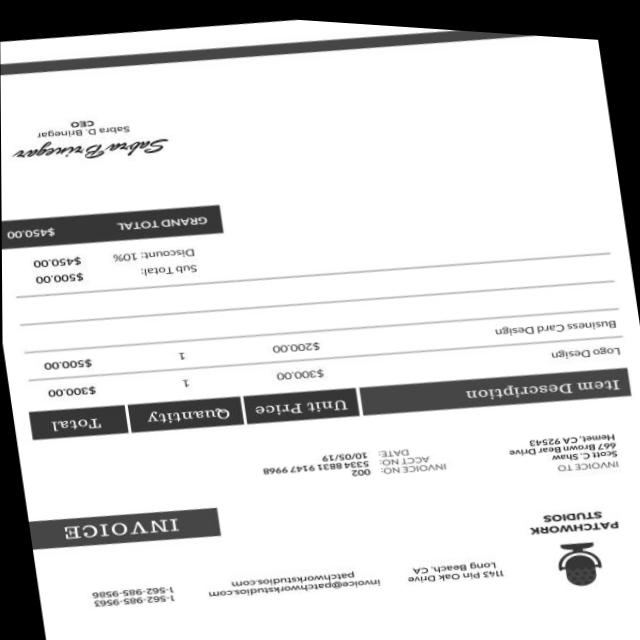 PATCHWORK
STUDIOS
1143 Pin Oak Drive
Long Beach, CA
invoice@patchworkstudios.com
patchworkstudios.com
1-562-985-9563
1-562-985-9586
INVOICE
INVOICE TO
Scott C. Shaw
667 Brown Bear Drive
Hemet, CA 92543
INVOICE NO: 002
ACCT NO: 5334 8831 9147 9968
DATE: 10/05/19
Item Description Unit Price Quantity Total
Logo Design $300.00 1 $300.00
Business Card Design $200.00 1 $500.00
Sub Total: $500.00
Discount: 10% $450.00
GRAND TOTAL $450.00
Sabra Brinegar
Sabra D. Brinegar
CEO